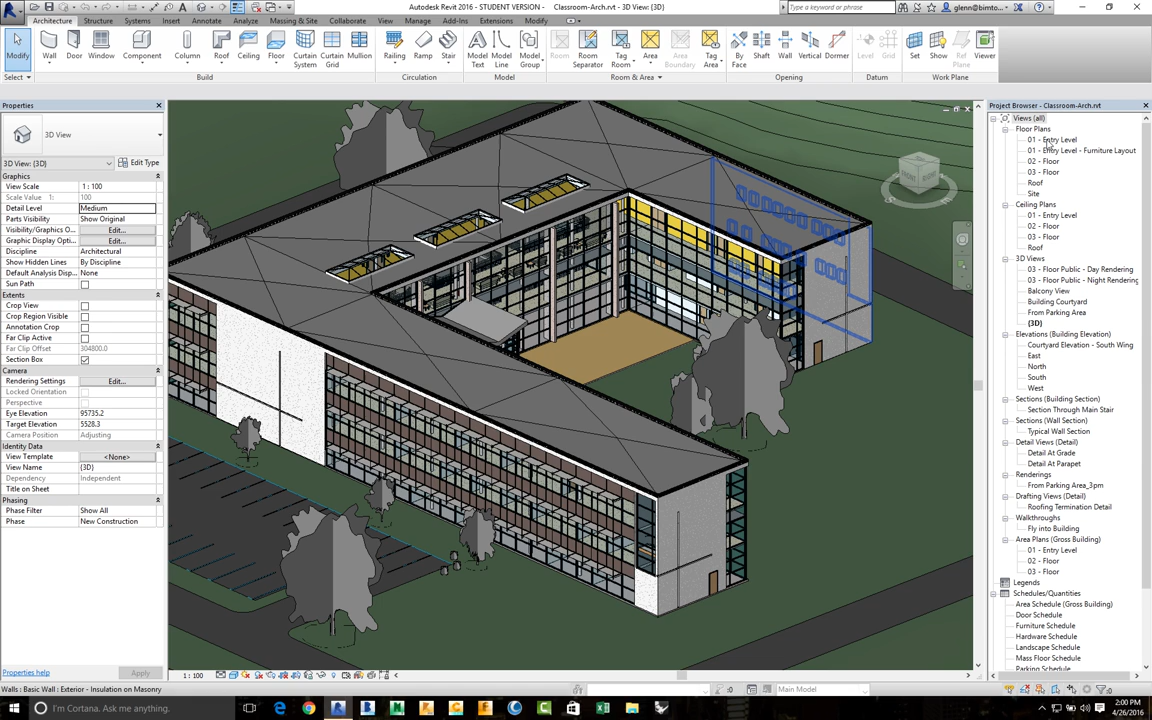 Autodesk Revit 2016 - STUDENT VERSION -    Classroom-Arch.rvt - 3D View: {3D}
Type a keyword or phrase
glenn@bimto...
Architecture Structure Systems Insert Annotate Analyze Massing & Site Collaborate View Manage Add-Ins Extensions Modify
Modify Wall Door Window Component Column Roof Ceiling Floor Curtain System Curtain Grid Mullion Railing Ramp Stair Model Text Model Line Model Group Room Room Separator Tag Room Area Area Boundary Tag Area By Face Shaft Wall Vertical Dormer Level Grid Set Show Ref Plane Viewer
Select Build Circulation Model Room & Area Opening Datum Work Plane
Properties
3D View
3D View: {3D} Edit Type
Graphics
View Scale 1 : 100
Scale Value 1: 100
Detail Level Medium
Parts Visibility Show Original
Visibility/Graphics O... Edit...
Graphic Display Opti... Edit...
Discipline Architectural
Show Hidden Lines By Discipline
Default Analysis Disp... None
Sun Path
Extents
Crop View
Crop Region Visible
Annotation Crop
Far Clip Active
Far Clip Offset 304800.0
Section Box
Camera
Rendering Settings Edit...
Locked Orientation
Perspective
Eye Elevation 95735.2
Target Elevation 5528.3
Camera Position Adjusting
Identity Data
View Template <None>
View Name {3D}
Dependency Independent
Title on Sheet
Phasing
Phase Filter Show All
Phase New Construction
Properties help Apply
Project Browser - Classroom-Arch.rvt
Views (all)
Floor Plans
01 - Entry Level
01 - Entry Level - Furniture Layout
02 - Floor
03 - Floor
Roof
Site
Ceiling Plans
01 - Entry Level
02 - Floor
03 - Floor
Roof
3D Views
03 - Floor Public - Day Rendering
03 - Floor Public - Night Rendering
Balcony View
Building Courtyard
From Parking Area
{3D}
Elevations (Building Elevation)
Courtyard Elevation - South Wing
East
North
South
West
Sections (Building Section)
Section Through Main Stair
Sections (Wall Section)
Typical Wall Section
Detail Views (Detail)
Detail At Grade
Detail At Parapet
Renderings
From Parking Area_3pm
Drafting Views (Detail)
Roofing Termination Detail
Walkthroughs
Fly into Building
Area Plans (Gross Building)
01 - Entry Level
02 - Floor
03 - Floor
Legends
Schedules/Quantities
Area Schedule (Gross Building)
Door Schedule
Furniture Schedule
Hardware Schedule
Landscape Schedule
Mass Floor Schedule
Parking Schedule
1 : 100
Walls : Basic Wall : Exterior - Insulation on Masonry
:0 Main Model :0
I'm Cortana. Ask me anything.
2:00 PM
4/26/2016